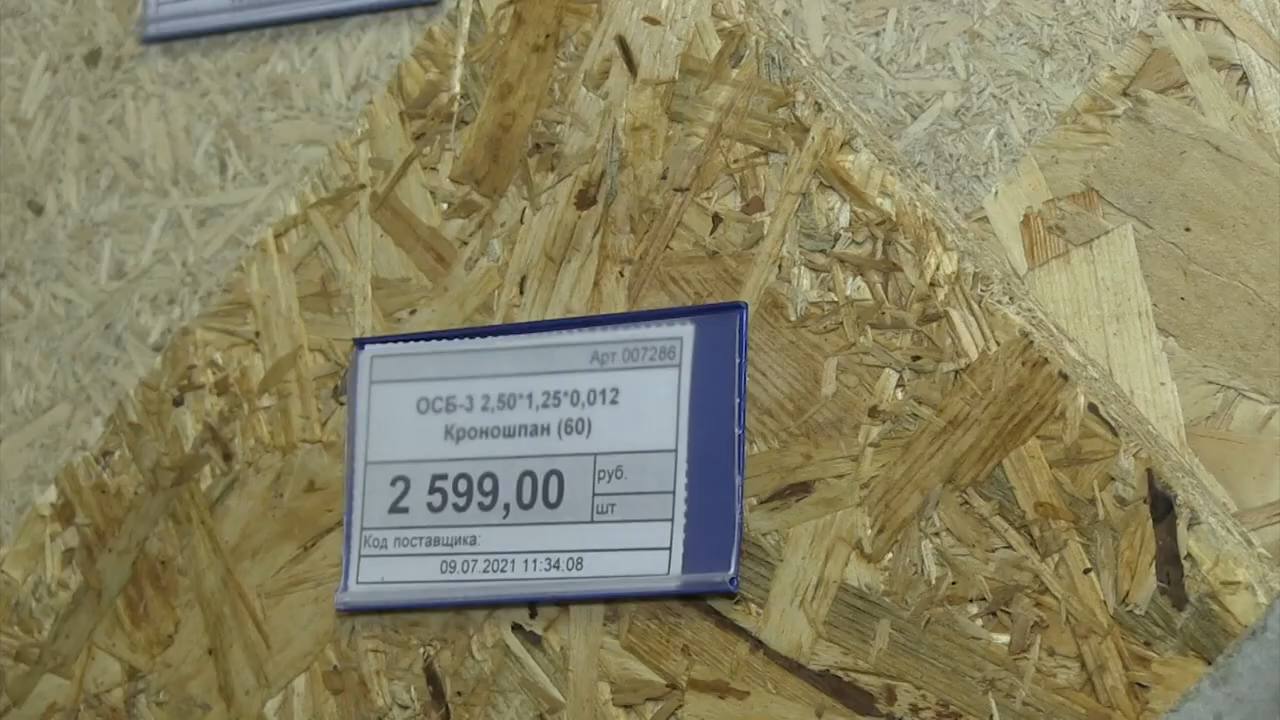 Арт.007286
ОСБ-3 2,50*1,25*0,012
Кроношпан (60)
2 599,00
руб.
шт
Код поставщика:
09.07.2021 11:34:08